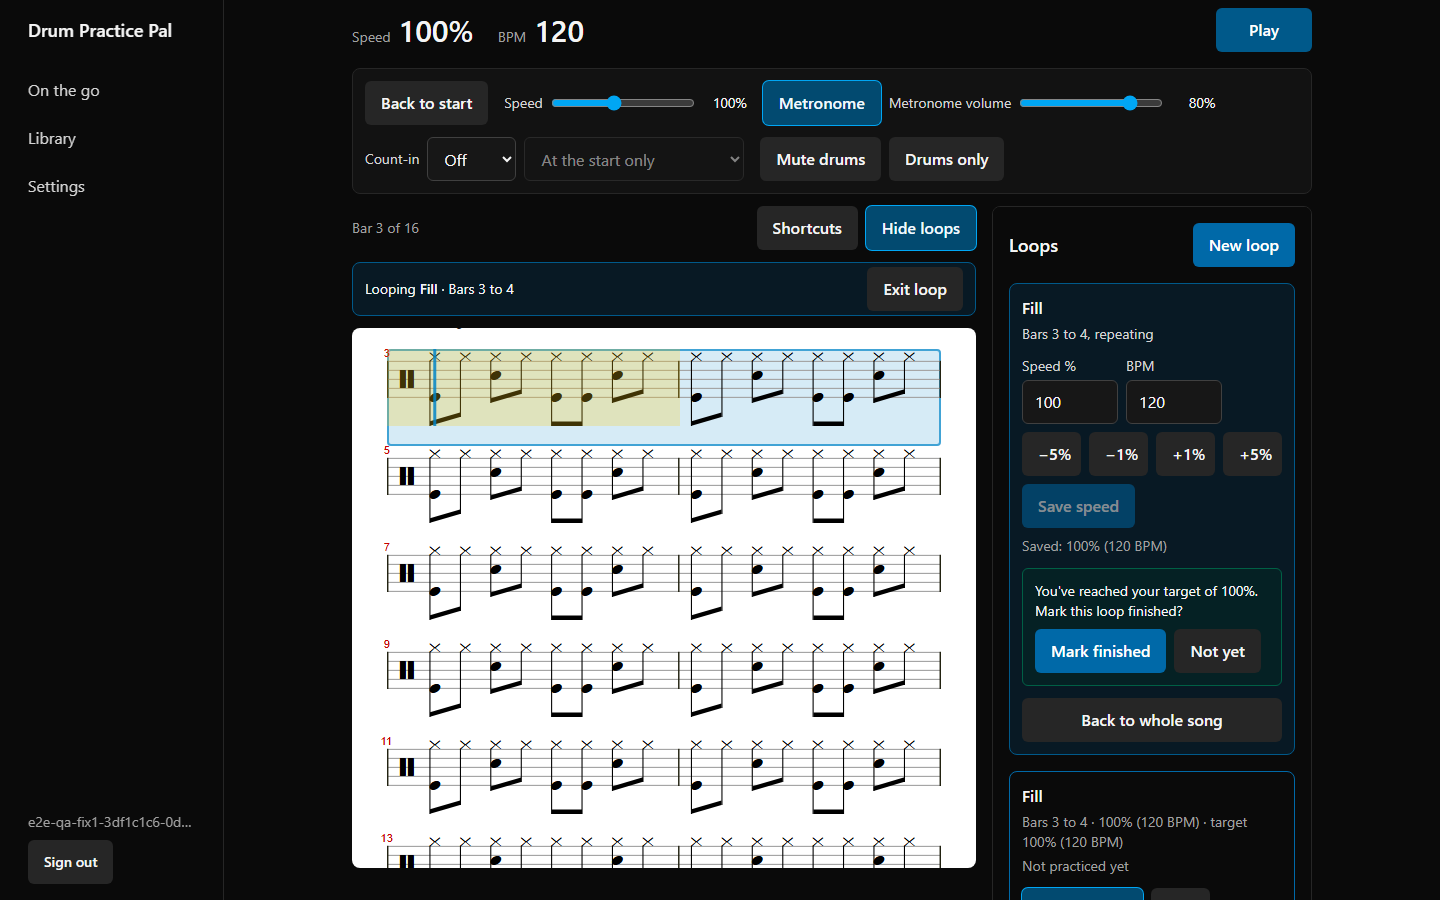 Drum Practice Pal
On the go
Library
Settings
e2e-qa-fix1-3df1c1c6-0d...
Sign out
Speed 100% BPM 120
Play
Back to start Speed 100% Metronome Metronome volume 80%
Count-in Off At the start only Mute drums Drums only
Bar 3 of 16 Shortcuts Hide loops
Looping Fill · Bars 3 to 4 Exit loop
3
5
7
9
11
13
Loops New loop
Fill
Bars 3 to 4, repeating
Speed % BPM
100 120
−5% −1% +1% +5%
Save speed
Saved: 100% (120 BPM)
You've reached your target of 100%.
Mark this loop finished?
Mark finished Not yet
Back to whole song
Fill
Bars 3 to 4 · 100% (120 BPM) · target
100% (120 BPM)
Not practiced yet